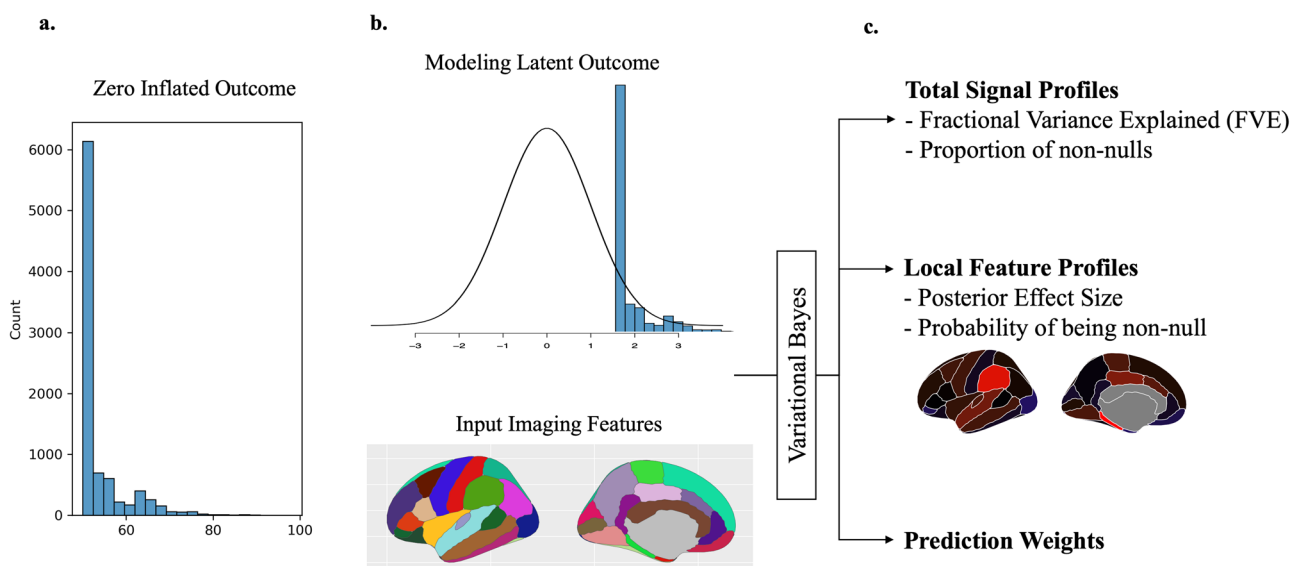 a.
Zero Inflated Outcome
6000
5000
4000
3000
2000
1000
0
Count
60
80
100
b.
Modeling Latent Outcome
−3
−2
−1
0
1
2
3
Input Imaging Features
Variational Bayes
c.
Total Signal Profiles
- Fractional Variance Explained (FVE)
- Proportion of non-nulls
Local Feature Profiles
- Posterior Effect Size
- Probability of being non-null
Prediction Weights